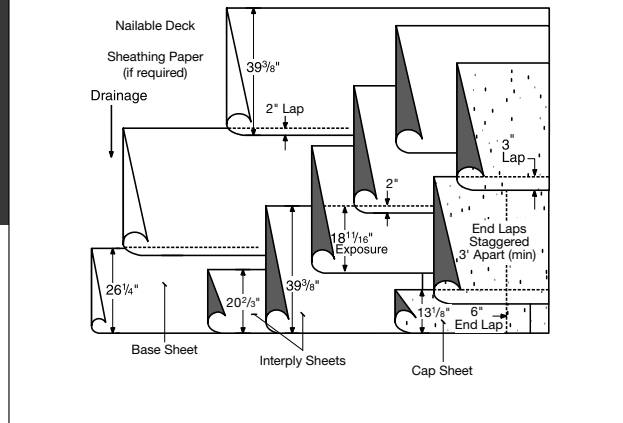 Nailable Deck
Sheathing Paper
(if required)
Drainage
39³/₈"
2" Lap
3"
Lap
2"
18¹¹/₁₆"
Exposure
End Laps
Staggered
3' Apart (min)
26¼"
20²/₃"
39³/₈"
13¹/₈"
6"
End Lap
Base Sheet
Interply Sheets
Cap Sheet